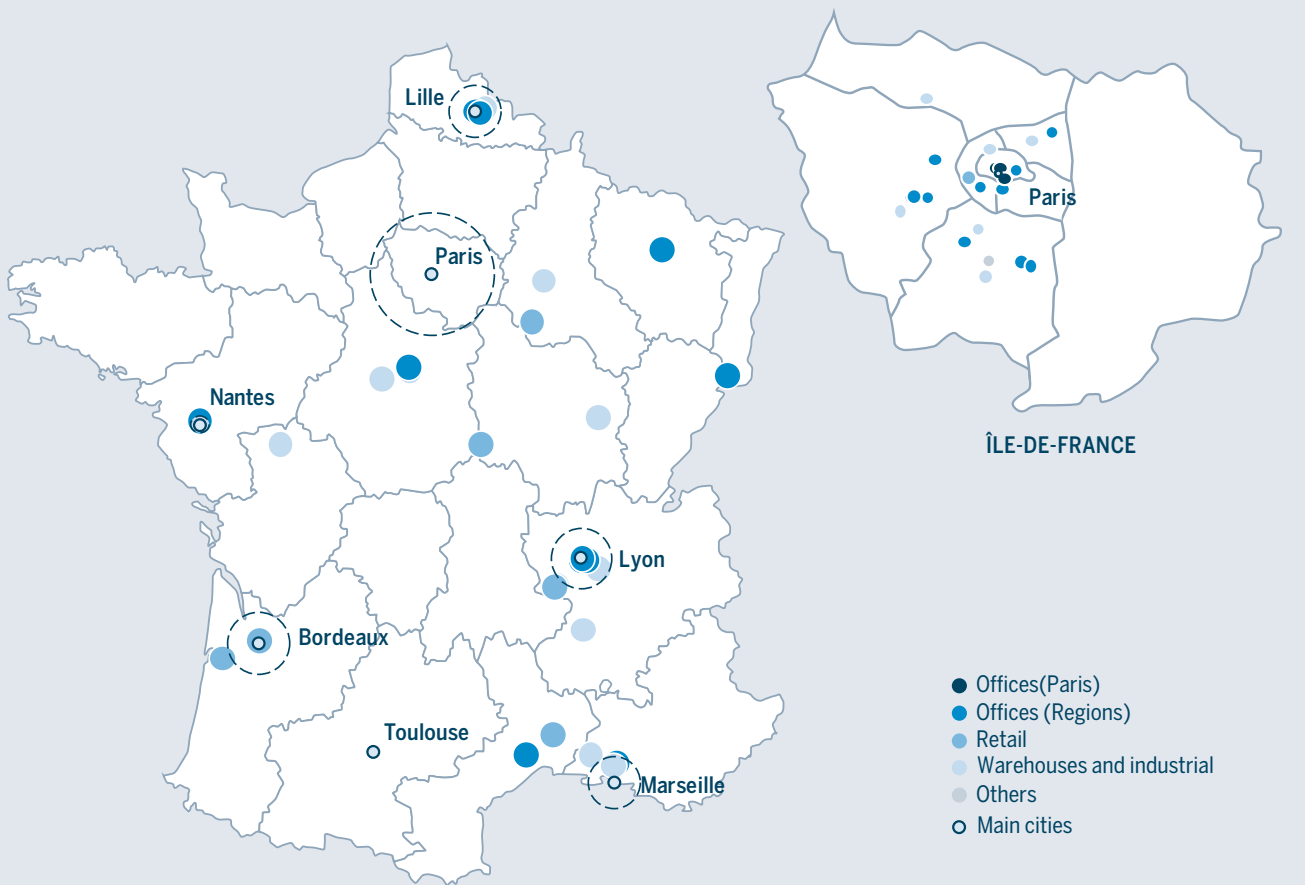 Lille
Paris
Nantes
Lyon
Bordeaux
Toulouse
Marseille
Paris
ÎLE-DE-FRANCE
Offices(Paris)
Offices (Regions)
Retail
Warehouses and industrial
Others
Main cities